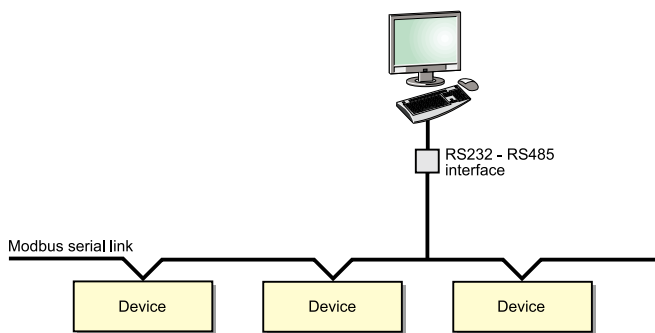 RS232 - RS485
interface
Modbus serial link
Device
Device
Device